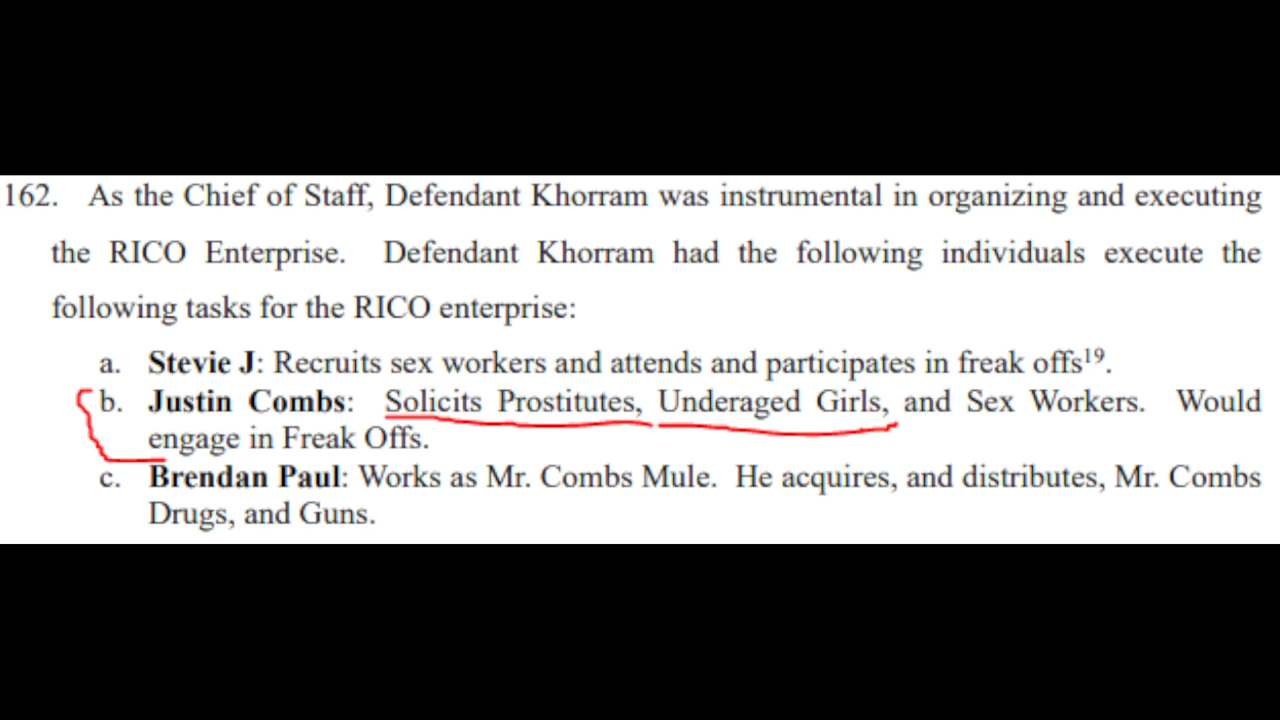 162. As the Chief of Staff, Defendant Khorram was instrumental in organizing and executing
the RICO Enterprise. Defendant Khorram had the following individuals execute the
following tasks for the RICO enterprise:
a. Stevie J: Recruits sex workers and attends and participates in freak offs¹⁹.
b. Justin Combs: Solicits Prostitutes, Underaged Girls, and Sex Workers. Would
engage in Freak Offs.
c. Brendan Paul: Works as Mr. Combs Mule. He acquires, and distributes, Mr. Combs
Drugs, and Guns.